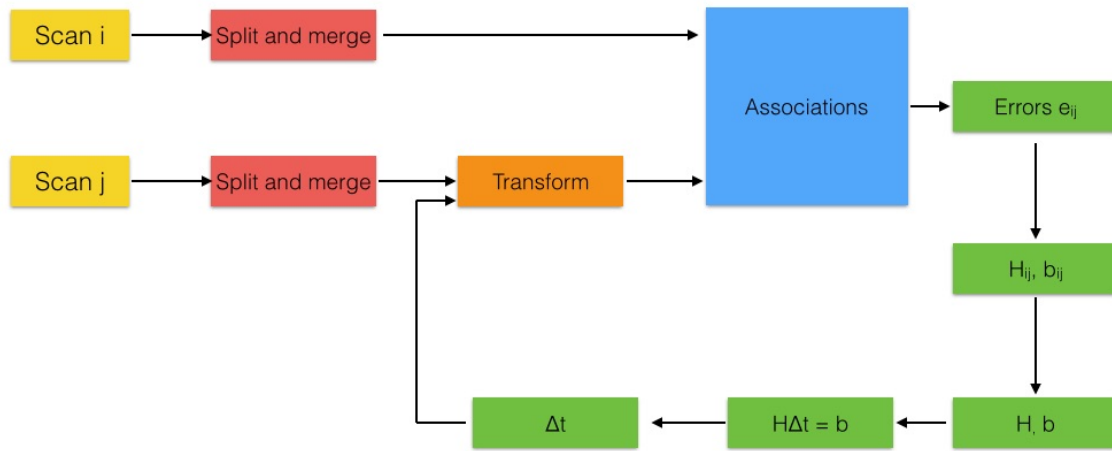 Scan i
Split and merge
Associations
Errors eᵢⱼ
Scan j
Split and merge
Transform
Hᵢⱼ, bᵢⱼ
Δt
HΔt = b
H, b